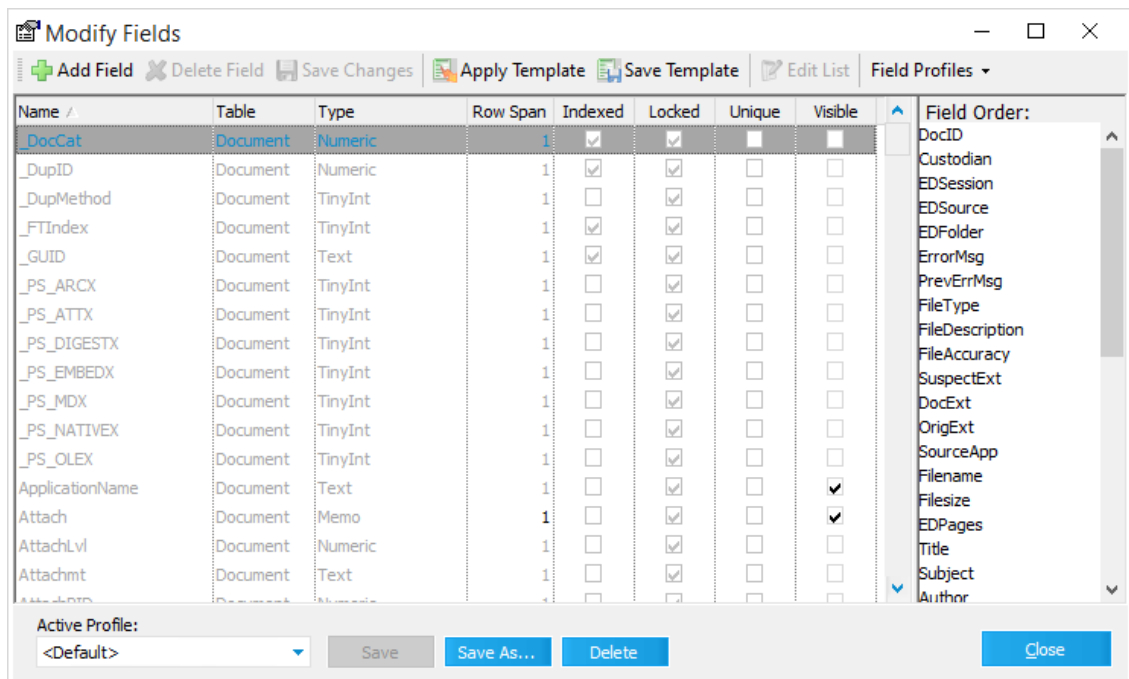 Modify Fields
Add Field Delete Field Save Changes Apply Template Save Template Edit List Field Profiles
Name Table Type Row Span Indexed Locked Unique Visible
_DocCat Document Numeric 1
_DupID Document Numeric 1
_DupMethod Document TinyInt 1
_FTIndex Document TinyInt 1
_GUID Document Text 1
_PS_ARCX Document TinyInt 1
_PS_ATTX Document TinyInt 1
_PS_DIGESTX Document TinyInt 1
_PS_EMBEDX Document TinyInt 1
_PS_MDX Document TinyInt 1
_PS_NATIVEX Document TinyInt 1
_PS_OLEX Document TinyInt 1
ApplicationName Document Text 1
Attach Document Memo 1
AttachLvl Document Numeric 1
Attachmt Document Text 1
Field Order:
DocID
Custodian
EDSession
EDSource
EDFolder
ErrorMsg
PrevErrMsg
FileType
FileDescription
FileAccuracy
SuspectExt
DocExt
OrigExt
SourceApp
Filename
Filesize
EDPages
Title
Subject
Author
Active Profile:
<Default> Save Save As... Delete Close